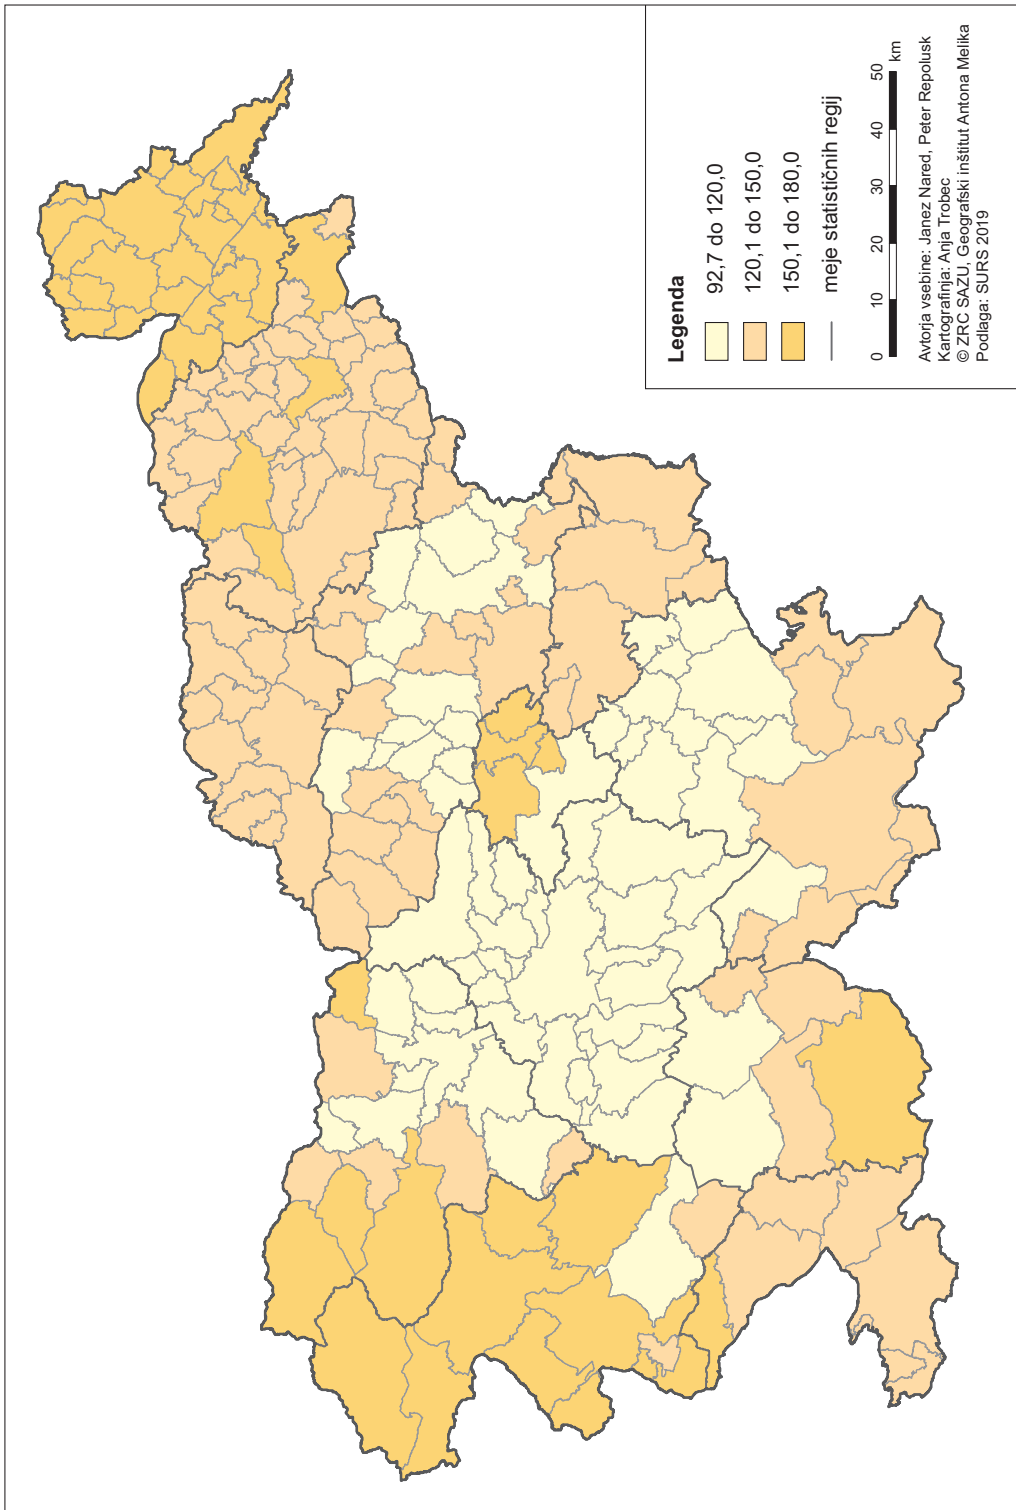 Legenda
92,7 do 120,0
120,1 do 150,0
150,1 do 180,0
meje statističnih regij
0 10 20 30 40 50
km
Avtorja vsebine: Janez Nared, Peter Repolusk
Kartografinja: Anja Trobec
© ZRC SAZU, Geografski inštitut Antona Melika
Podlaga: SURS 2019